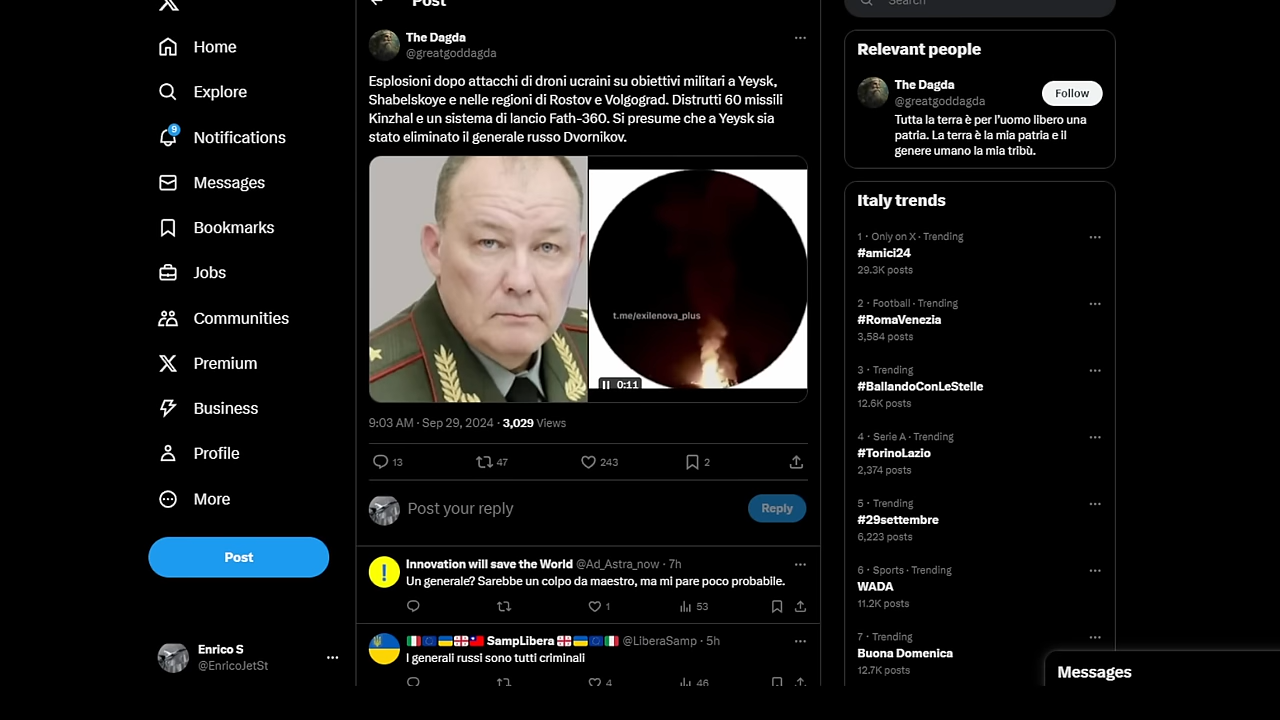 Home
Explore
9
Notifications
Messages
Bookmarks
Jobs
Communities
Premium
Business
Profile
More
Post
Enrico S
@EnricoJetSt
Post
The Dagda
@greatgoddagda
Esplosioni dopo attacchi di droni ucraini su obiettivi militari a Yeysk,
Shabelskoye e nelle regioni di Rostov e Volgograd. Distrutti 60 missili
Kinzhal e un sistema di lancio Fath-360. Si presume che a Yeysk sia
stato eliminato il generale russo Dvornikov.
t.me/exilenova_plus
0:11
9:03 AM · Sep 29, 2024 · 3,029 Views
13 47 243 2
Post your reply
Reply
Innovation will save the World @Ad_Astra_now · 7h
Un generale? Sarebbe un colpo da maestro, ma mi pare poco probabile.
1 53
SampLibera @LiberaSamp · 5h
I generali russi sono tutti criminali
4 46
Search
Relevant people
The Dagda
@greatgoddagda
Follow
Tutta la terra è per l'uomo libero una
patria. La terra è la mia patria e il
genere umano la mia tribù.
Italy trends
1 · Only on X · Trending
#amici24
29.3K posts
2 · Football · Trending
#RomaVenezia
3,584 posts
3 · Trending
#BallandoConLeStelle
12.6K posts
4 · Serie A · Trending
#TorinoLazio
2,374 posts
5 · Trending
#29settembre
6,223 posts
6 · Sports · Trending
WADA
11.2K posts
7 · Trending
Buona Domenica
12.7K posts
Messages